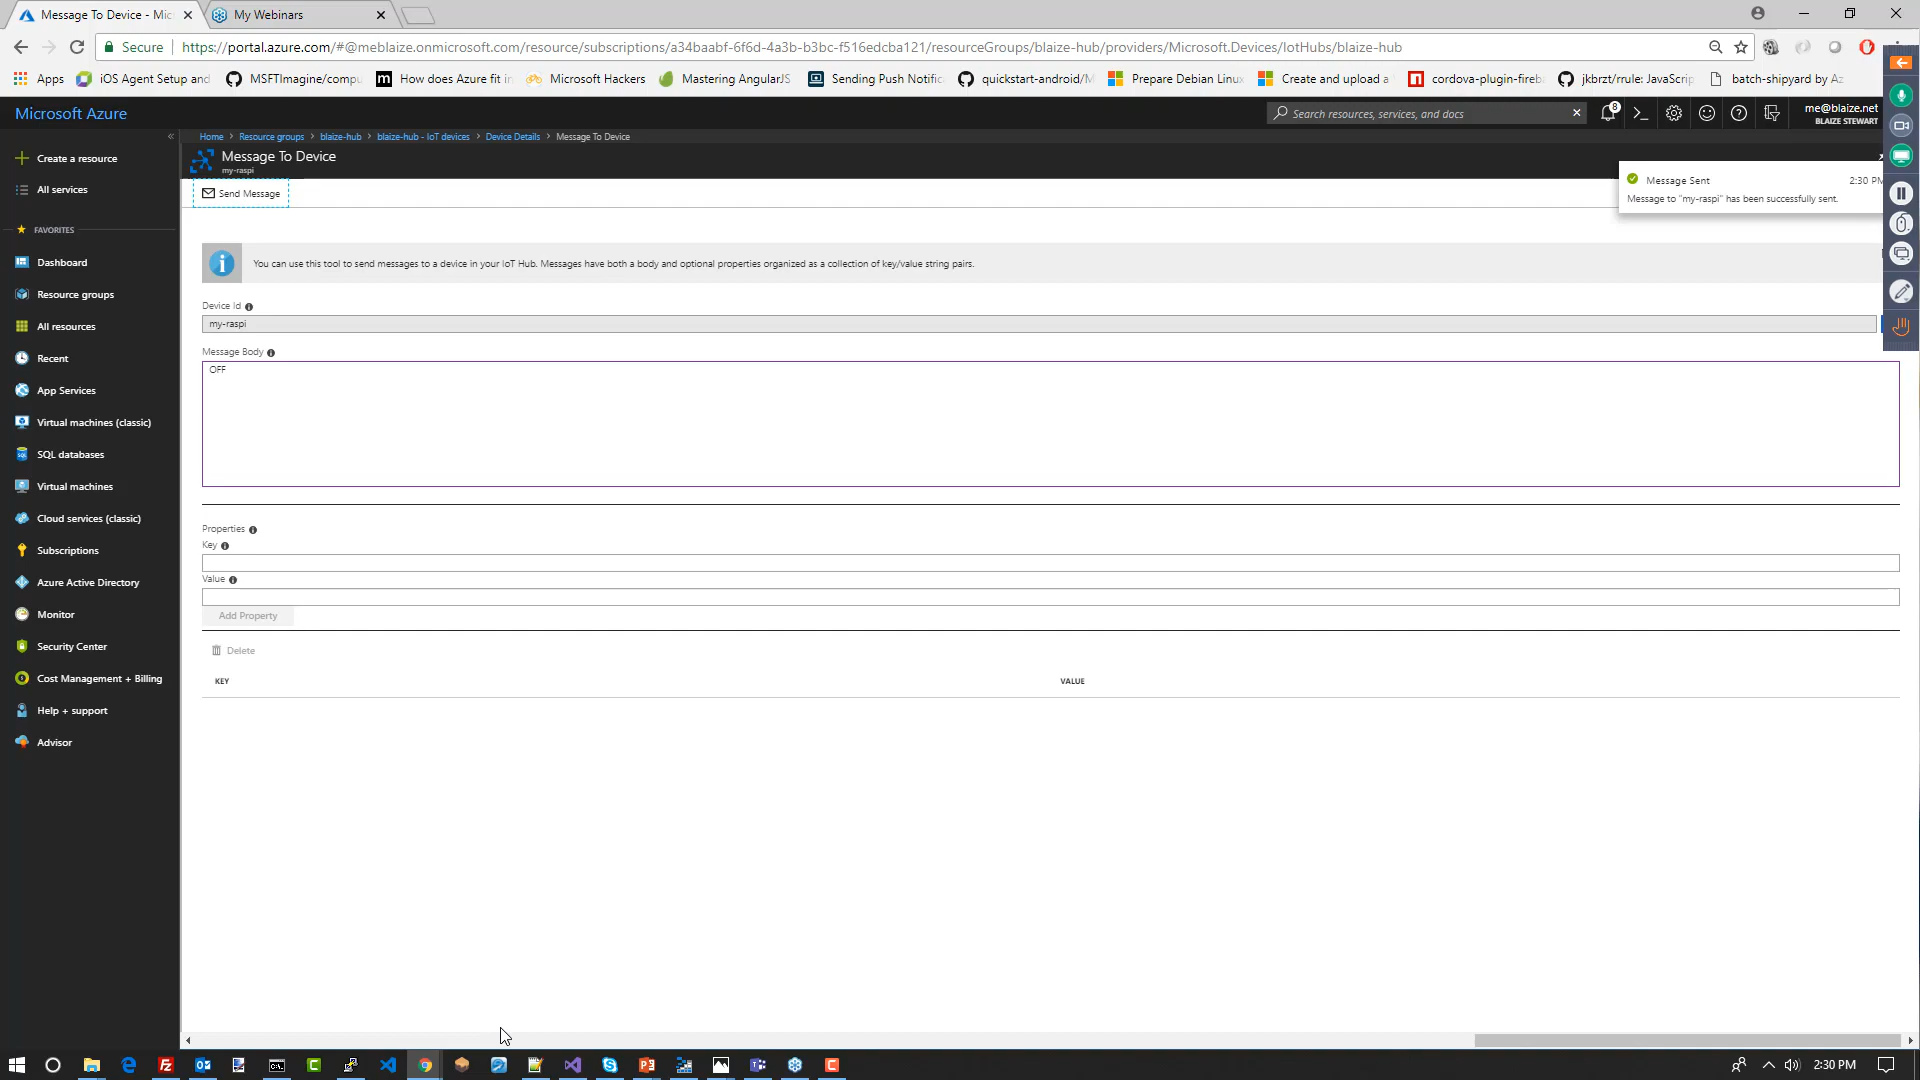 Message To Device - Mic
My Webinars
Secure
https://portal.azure.com/#@meblaize.onmicrosoft.com/resource/subscriptions/a34baabf-6f6d-4a3b-b3bc-f516edcba121/resourceGroups/blaize-hub/providers/Microsoft.Devices/IotHubs/blaize-hub
Apps
iOS Agent Setup and
MSFTImagine/compu
How does Azure fit in
Microsoft Hackers
Mastering AngularJS
Sending Push Notific
quickstart-android/M
Prepare Debian Linux
Create and upload a
cordova-plugin-fireb
jkbrzt/rrule: JavaScrip
batch-shipyard by Az
Microsoft Azure
Search resources, services, and docs
8
me@blaize.net
BLAIZE STEWART
Home > Resource groups > blaize-hub > blaize-hub - IoT devices > Device Details > Message To Device
Message To Device
my-raspi
Send Message
Message Sent
2:30 PM
Message to "my-raspi" has been successfully sent.
Create a resource
All services
FAVORITES
Dashboard
Resource groups
All resources
Recent
App Services
Virtual machines (classic)
SQL databases
Virtual machines
Cloud services (classic)
Subscriptions
Azure Active Directory
Monitor
Security Center
Cost Management + Billing
Help + support
Advisor
You can use this tool to send messages to a device in your IoT Hub. Messages have both a body and optional properties organized as a collection of key/value string pairs.
Device Id
my-raspi
Message Body
OFF
Properties
Key
Value
Add Property
Delete
KEY
VALUE
2:30 PM